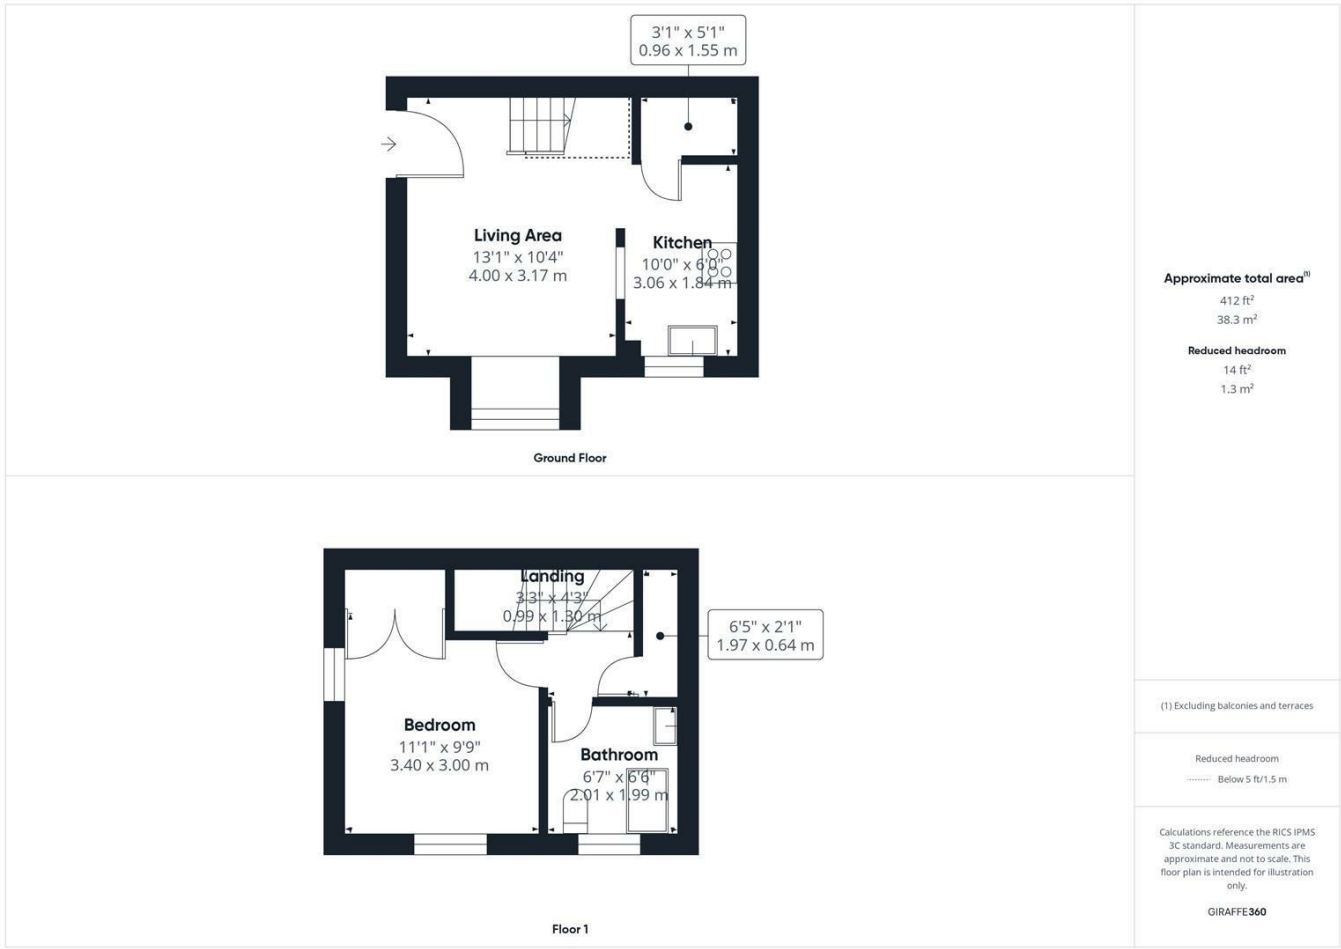 3'1" x 5'1"
0.96 x 1.55 m
Living Area
13'1" x 10'4"
4.00 x 3.17 m
Kitchen
10'0" x 6'0"
3.06 x 1.84 m
Ground Floor
Landing
3'3" x 4'3"
0.99 x 1.30 m
6'5" x 2'1"
1.97 x 0.64 m
Bedroom
11'1" x 9'9"
3.40 x 3.00 m
Bathroom
6'7" x 6'6"
2.01 x 1.99 m
Floor 1
Approximate total area(1)
412 ft²
38.3 m²
Reduced headroom
14 ft²
1.3 m²
(1) Excluding balconies and terraces
Reduced headroom
Below 5 ft/1.5 m
Calculations reference the RICS IPMS
3C standard. Measurements are
approximate and not to scale. This
floor plan is intended for illustration
only.
GIRAFFE360